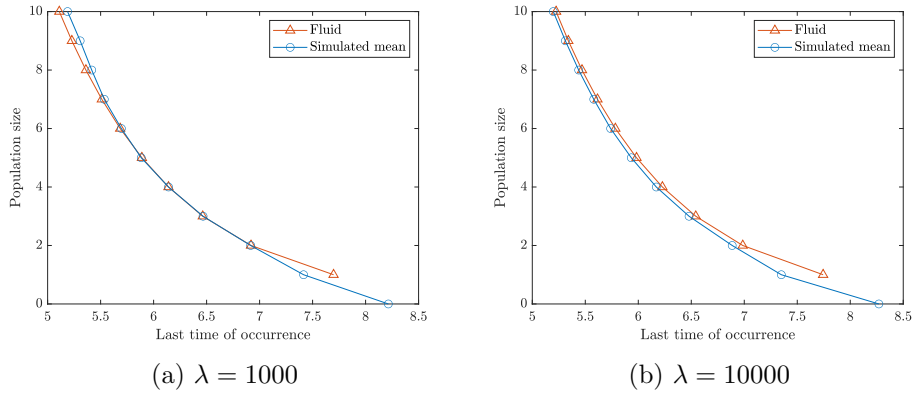 10
8
6
4
2
0
Population size
Fluid
Simulated mean
5 5.5 6 6.5 7 7.5 8 8.5
Last time of occurrence
(a) λ = 1000
10
8
6
4
2
0
Population size
Fluid
Simulated mean
5 5.5 6 6.5 7 7.5 8 8.5
Last time of occurrence
(b) λ = 10000